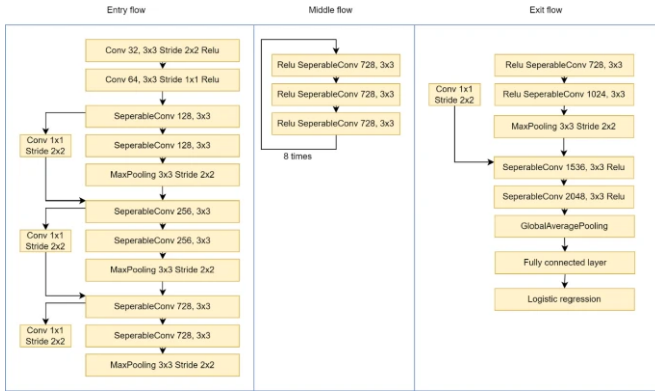 Entry flow
Middle flow
Exit flow
Conv 32, 3x3 Stride 2x2 Relu
Conv 64, 3x3 Stride 1x1 Relu
SeperableConv 128, 3x3
Conv 1x1
Stride 2x2
SeperableConv 128, 3x3
MaxPooling 3x3 Stride 2x2
SeperableConv 256, 3x3
Conv 1x1
Stride 2x2
SeperableConv 256, 3x3
MaxPooling 3x3 Stride 2x2
SeperableConv 728, 3x3
Conv 1x1
Stride 2x2
SeperableConv 728, 3x3
MaxPooling 3x3 Stride 2x2
Relu SeperableConv 728, 3x3
Relu SeperableConv 728, 3x3
Relu SeperableConv 728, 3x3
8 times
Relu SeperableConv 728, 3x3
Conv 1x1
Stride 2x2
Relu SeperableConv 1024, 3x3
MaxPooling 3x3 Stride 2x2
SeperableConv 1536, 3x3 Relu
SeperableConv 2048, 3x3 Relu
GlobalAveragePooling
Fully connected layer
Logistic regression